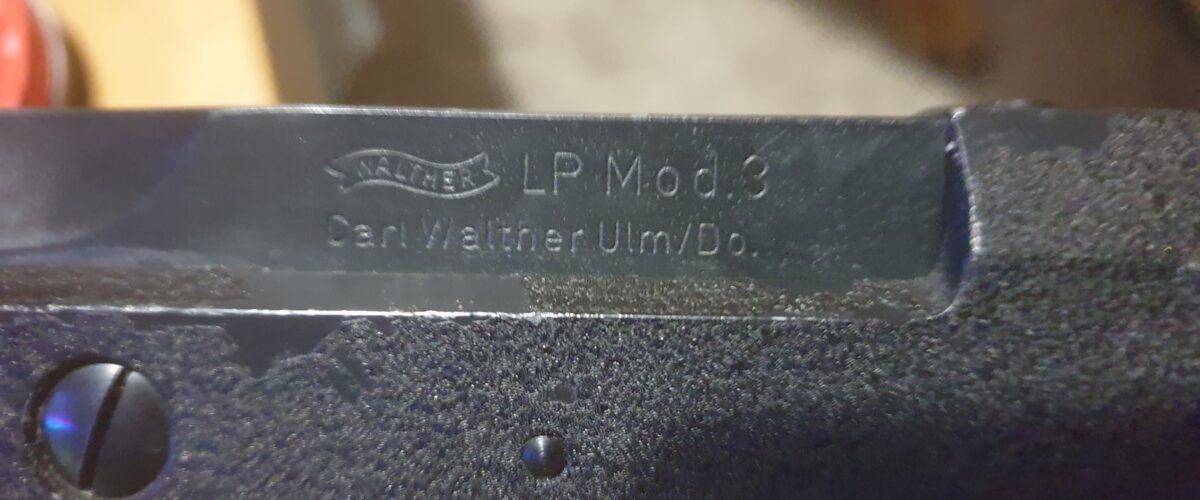 WALTHER LP Mod.3
Carl Walther Ulm/Do.